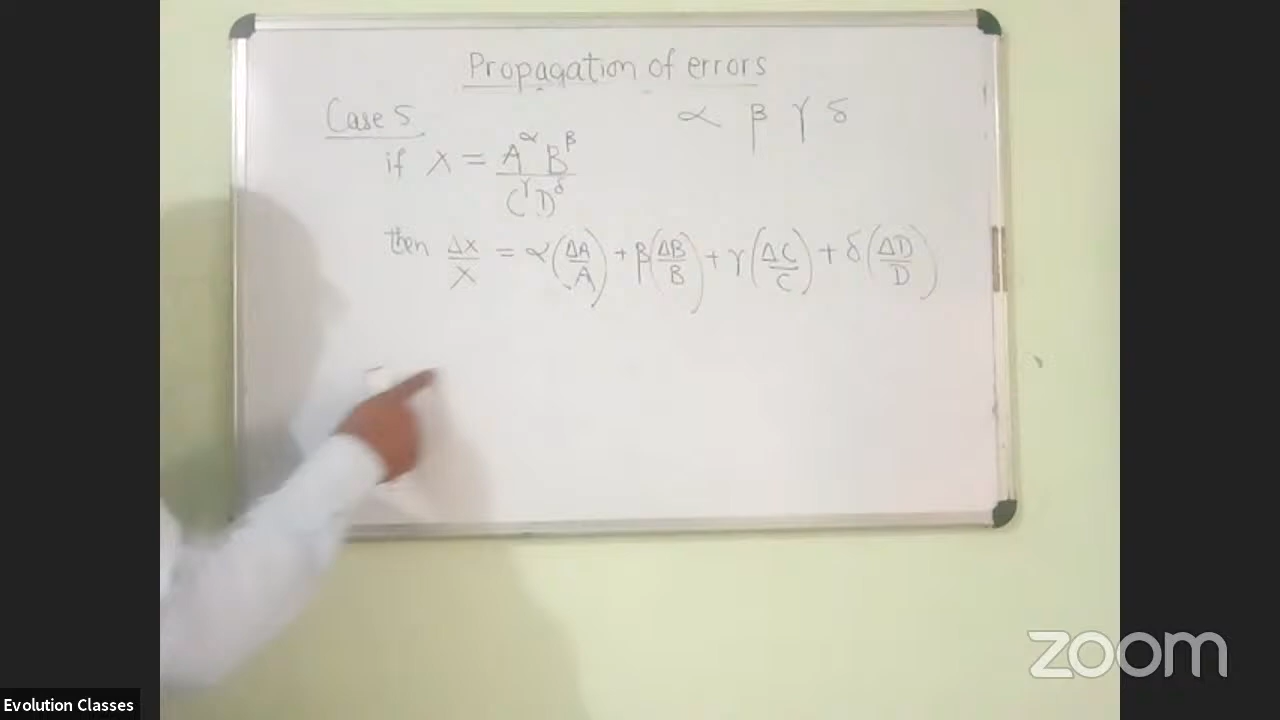 Propagation of errors
Case 5
α β γ δ
if X = A^α B^β / C^γ D^δ
then ΔX/X = α(ΔA/A) + β(ΔB/B) + γ(ΔC/C) + δ(ΔD/D)
zoom
Evolution Classes